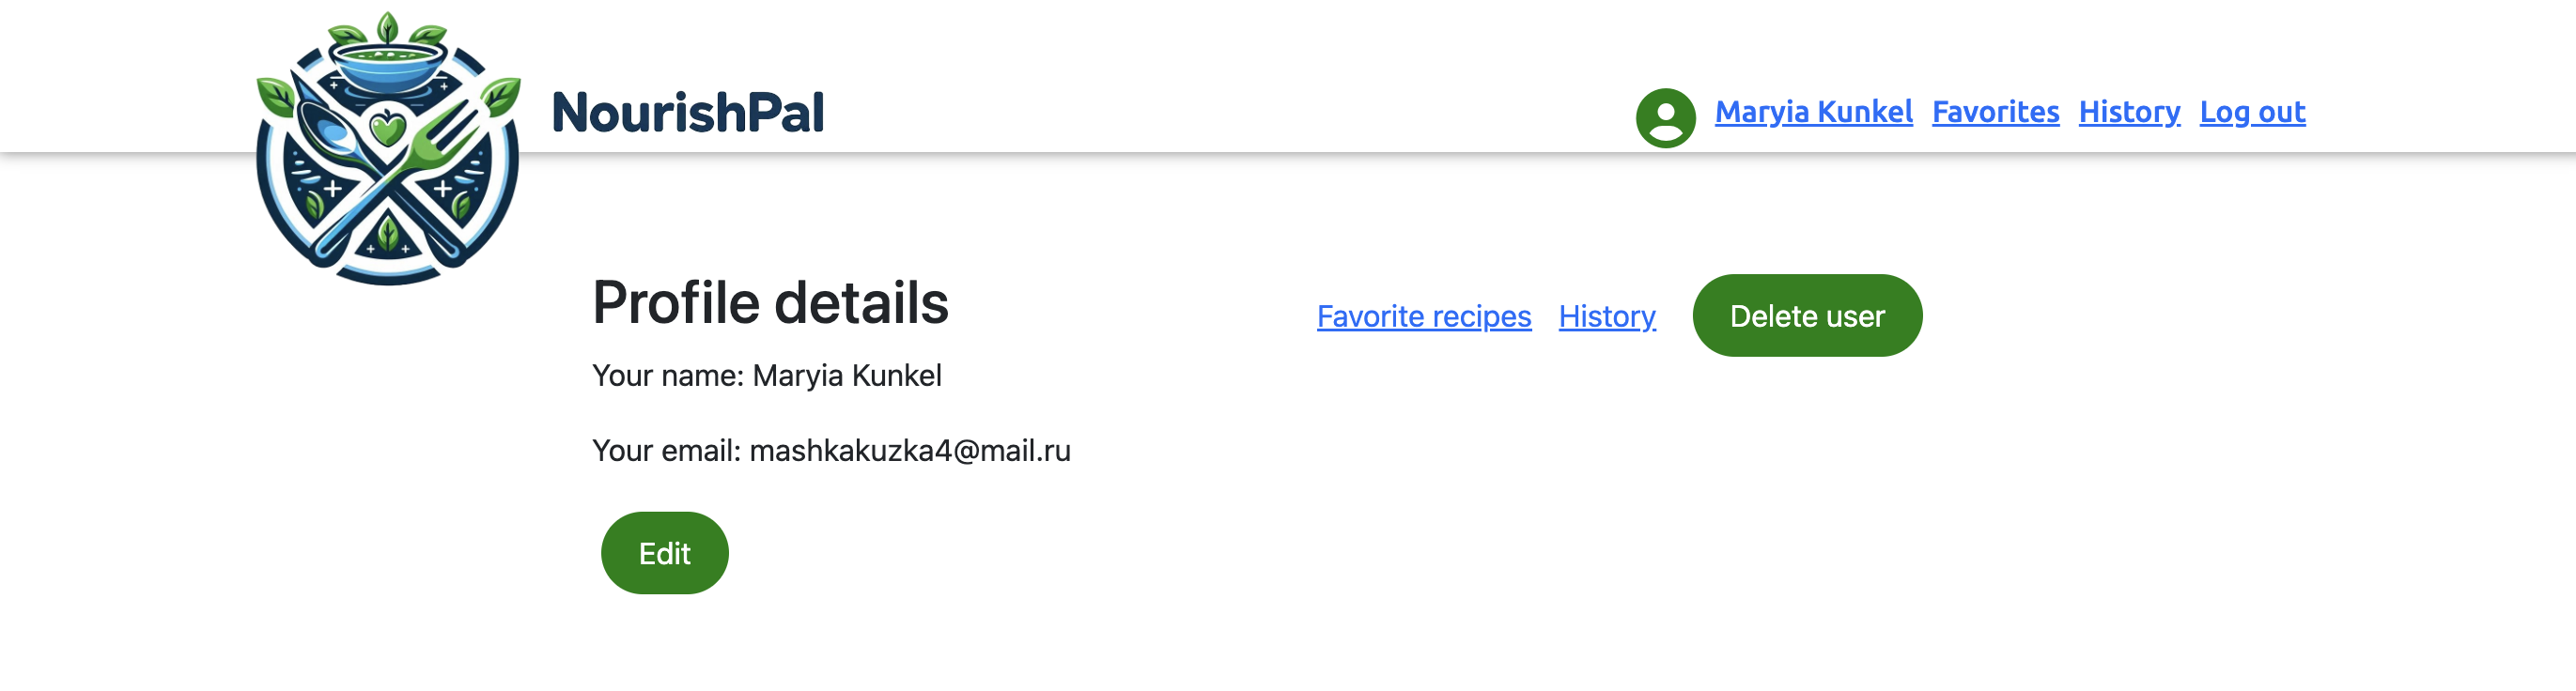 NourishPal
Maryia Kunkel Favorites History Log out
Profile details
Favorite recipes History Delete user
Your name: Maryia Kunkel
Your email: mashkakuzka4@mail.ru
Edit